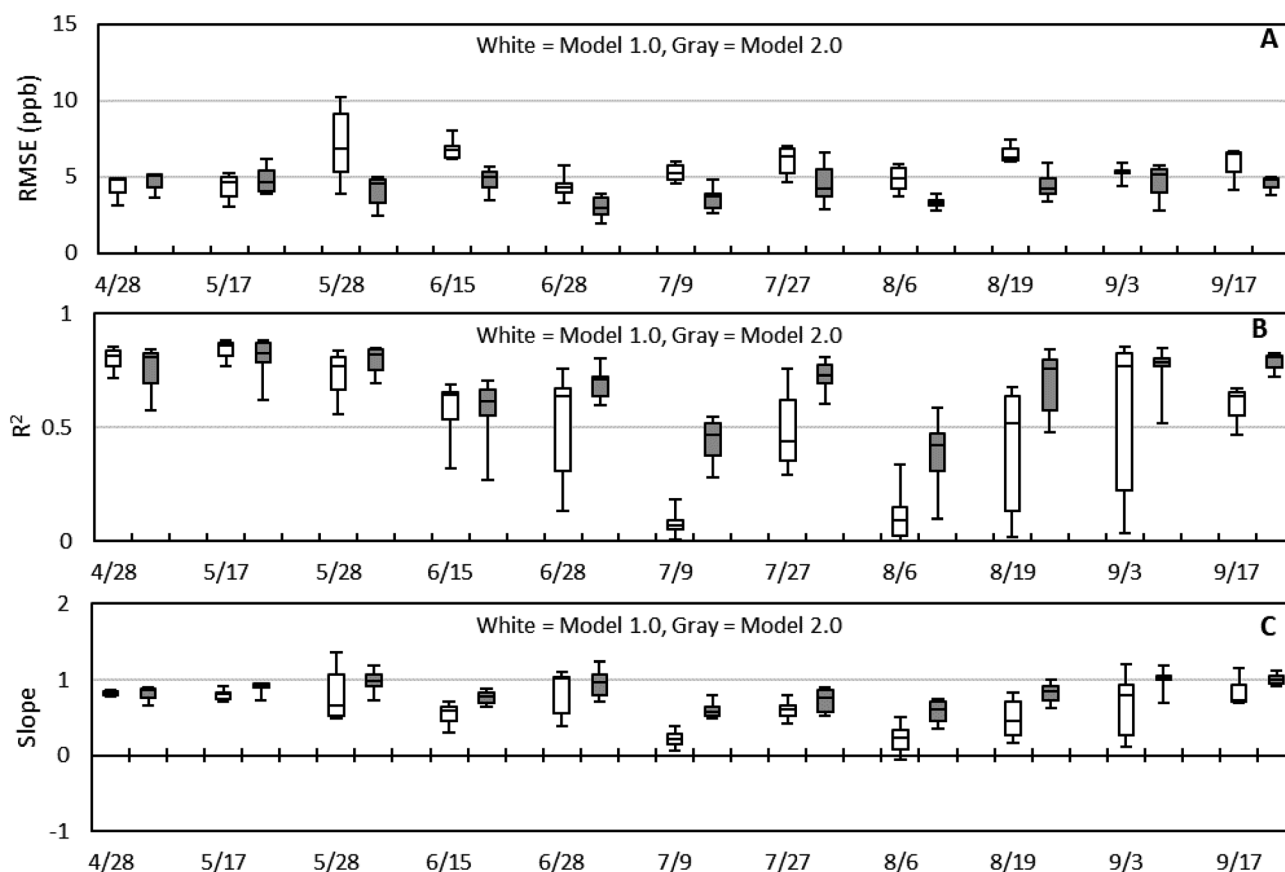 15
White = Model 1.0, Gray = Model 2.0
A
10
RMSE (ppb)
5
0
4/28 5/17 5/28 6/15 6/28 7/9 7/27 8/6 8/19 9/3 9/17
1
White = Model 1.0, Gray = Model 2.0
B
R²
0.5
0
4/28 5/17 5/28 6/15 6/28 7/9 7/27 8/6 8/19 9/3 9/17
2
White = Model 1.0, Gray = Model 2.0
C
1
Slope
0
-1
4/28 5/17 5/28 6/15 6/28 7/9 7/27 8/6 8/19 9/3 9/17